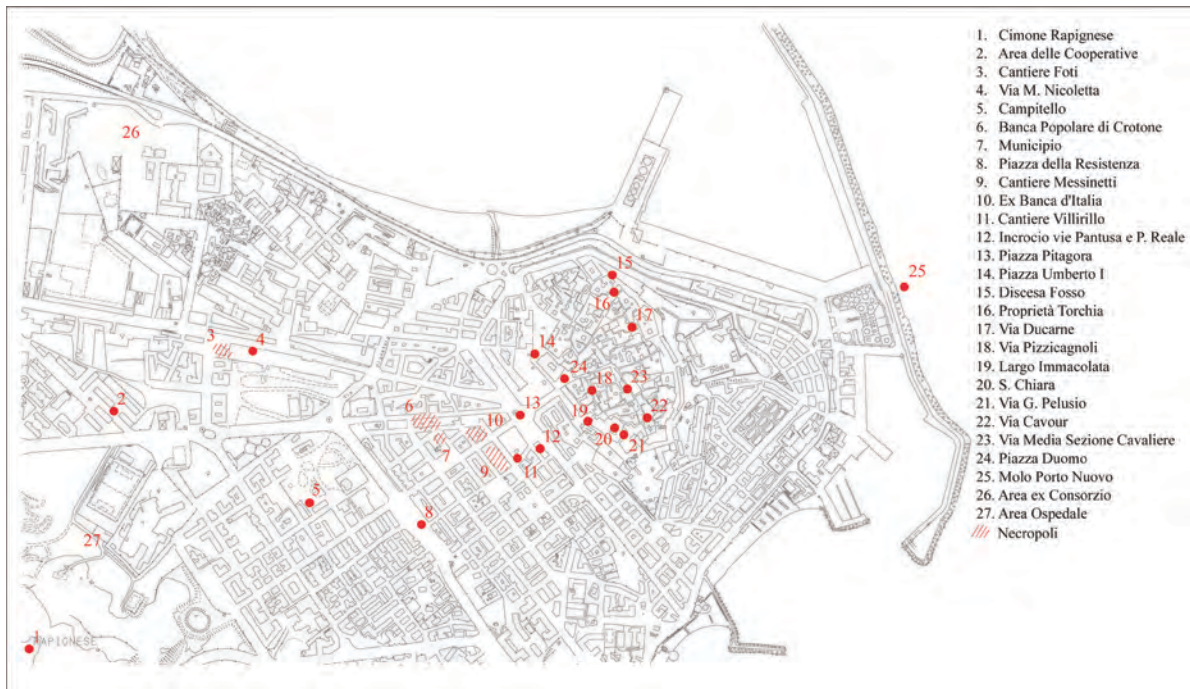 1. Cimone Rapignese
2. Area delle Cooperative
3. Cantiere Foti
4. Via M. Nicoletta
5. Campitello
6. Banca Popolare di Crotone
7. Municipio
8. Piazza della Resistenza
9. Cantiere Messinetti
10. Ex Banca d'Italia
11. Cantiere Villirillo
12. Incrocio vie Pantusa e P. Reale
13. Piazza Pitagora
14. Piazza Umberto I
15. Discesa Fosso
16. Proprietà Torchia
17. Via Ducarne
18. Via Pizzicagnoli
19. Largo Immacolata
20. S. Chiara
21. Via G. Pelusio
22. Via Cavour
23. Via Media Sezione Cavaliere
24. Piazza Duomo
25. Molo Porto Nuovo
26. Area ex Consorzio
27. Area Ospedale
Necropoli
26
15
25
16
17
3
4
14
24
18
23
2
6
13
19
22
10
7
12
20
21
9
11
5
8
27
1
RAPIONESE